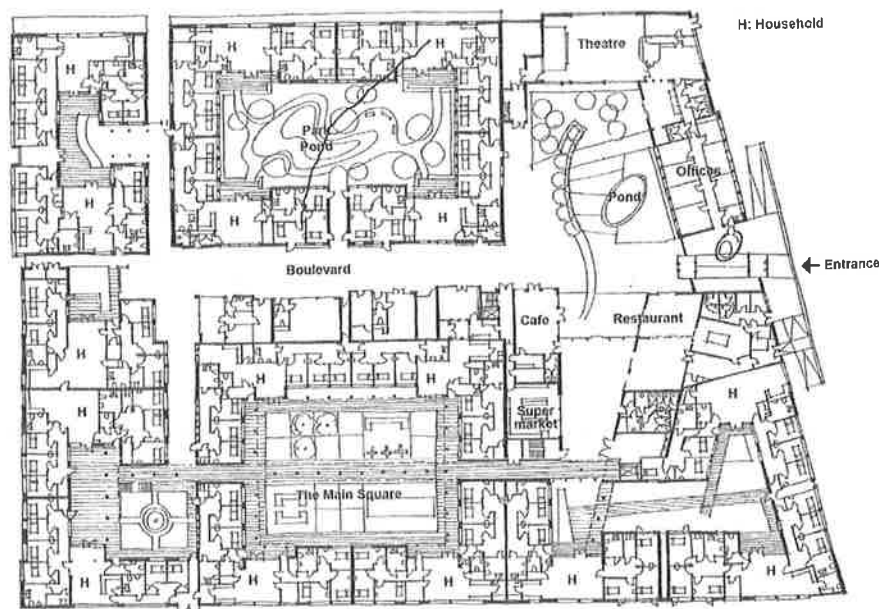 H: Household
Theatre
H
H
H
Park
Pond
Offices
Pond
H
H
H
Entrance
Boulevard
Cafe
Restaurant
H
H
H
H
H
Super
market
The Main Square
H
H
H
H
H